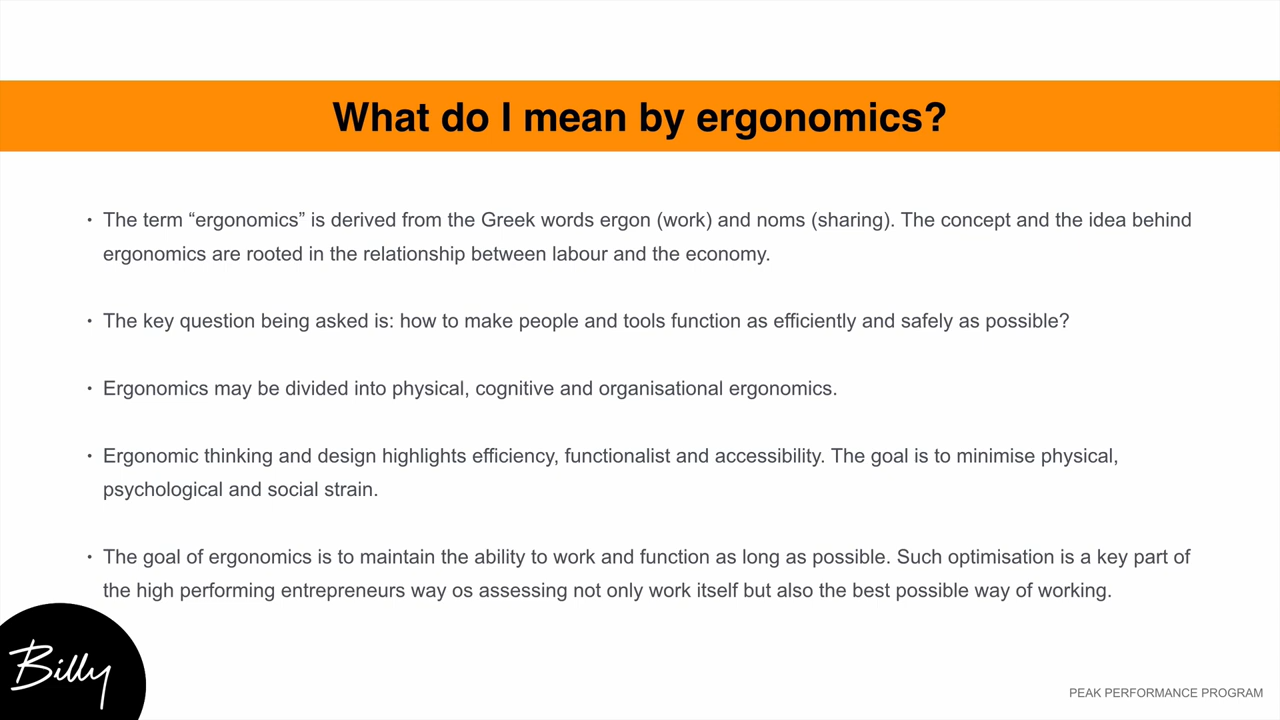 What do I mean by ergonomics?
• The term “ergonomics” is derived from the Greek words ergon (work) and noms (sharing). The concept and the idea behind
ergonomics are rooted in the relationship between labour and the economy.
• The key question being asked is: how to make people and tools function as efficiently and safely as possible?
• Ergonomics may be divided into physical, cognitive and organisational ergonomics.
• Ergonomic thinking and design highlights efficiency, functionalist and accessibility. The goal is to minimise physical,
psychological and social strain.
• The goal of ergonomics is to maintain the ability to work and function as long as possible. Such optimisation is a key part of
the high performing entrepreneurs way os assessing not only work itself but also the best possible way of working.
Billy
PEAK PERFORMANCE PROGRAM